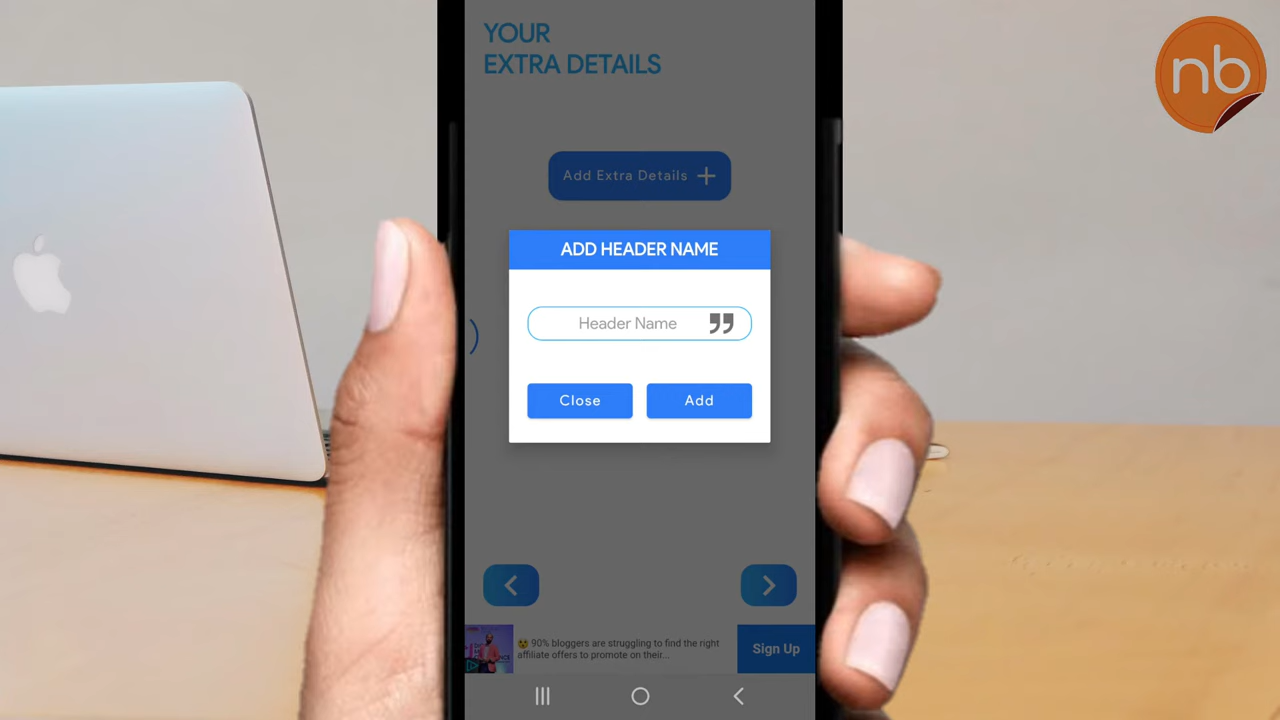 YOUR
EXTRA DETAILS
nb
Add Extra Details
ADD HEADER NAME
Header Name
Close
Add
😲 90% bloggers are struggling to find the right
affiliate offers to promote on their...
Sign Up